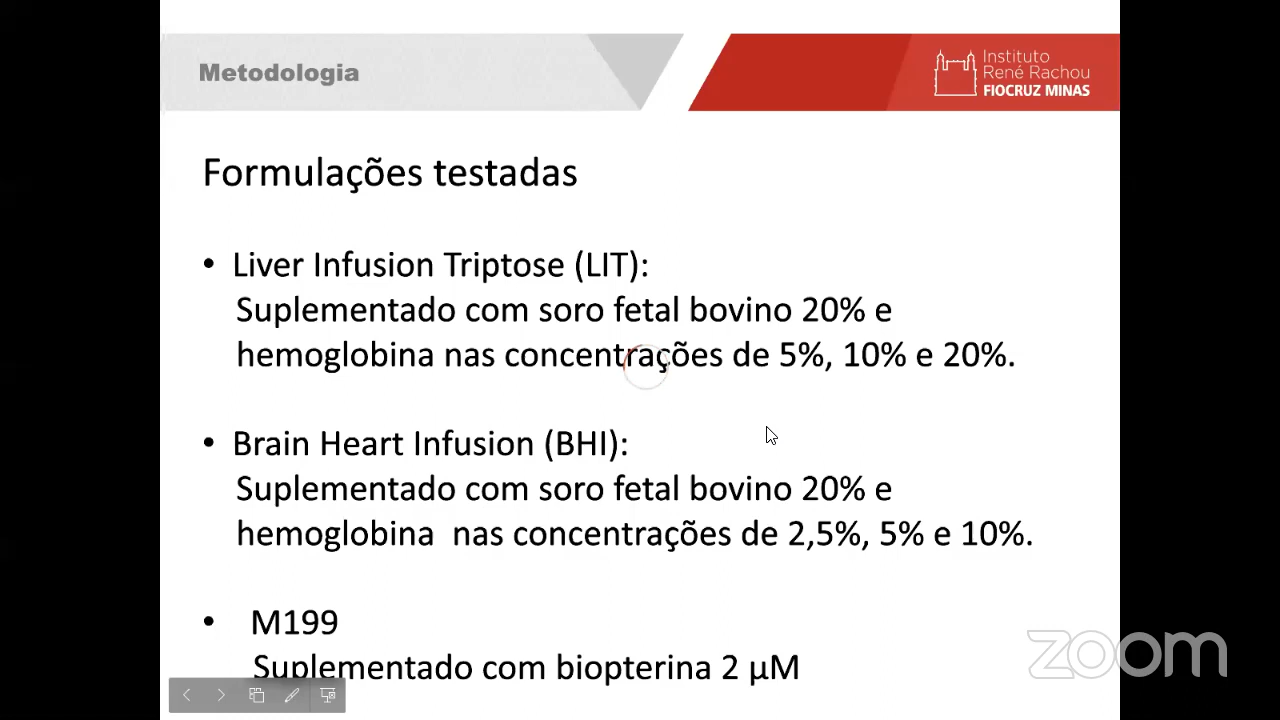 Metodologia
Instituto
René Rachou
FIOCRUZ MINAS
Formulações testadas
• Liver Infusion Triptose (LIT):
Suplementado com soro fetal bovino 20% e
hemoglobina nas concentrações de 5%, 10% e 20%.
• Brain Heart Infusion (BHI):
Suplementado com soro fetal bovino 20% e
hemoglobina nas concentrações de 2,5%, 5% e 10%.
• M199
Suplementado com biopterina 2 µM
zoom